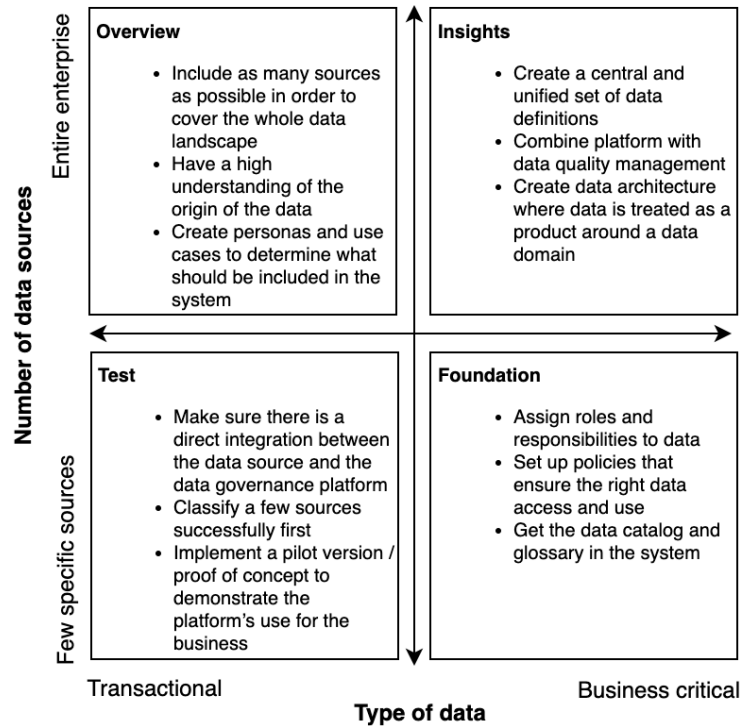 Number of data sources
Entire enterprise
Few specific sources
Overview
• Include as many sources
as possible in order to
cover the whole data
landscape
• Have a high
understanding of the
origin of the data
• Create personas and use
cases to determine what
should be included in the
system
Insights
• Create a central and
unified set of data
definitions
• Combine platform with
data quality management
• Create data architecture
where data is treated as a
product around a data
domain
Test
• Make sure there is a
direct integration between
the data source and the
data governance platform
• Classify a few sources
successfully first
• Implement a pilot version /
proof of concept to
demonstrate the
platform's use for the
business
Foundation
• Assign roles and
responsibilities to data
• Set up policies that
ensure the right data
access and use
• Get the data catalog and
glossary in the system
Transactional
Business critical
Type of data